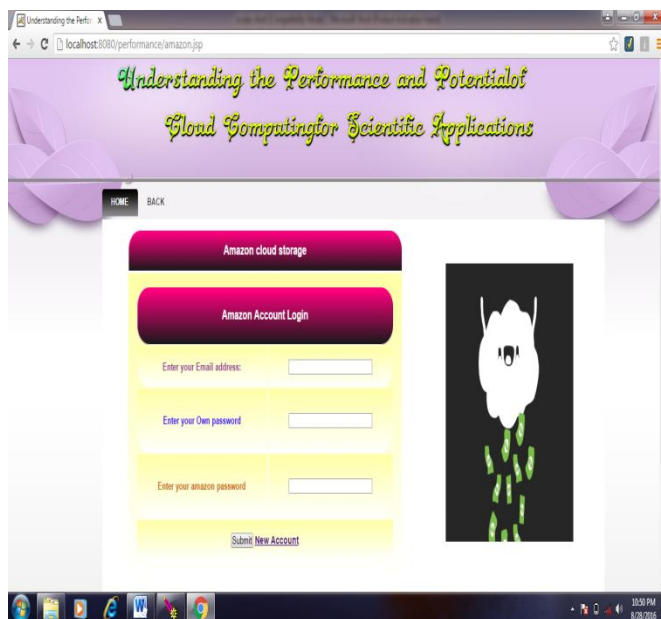 Understanding the Perfor X
localhost:8080/performance/amazon.jsp
Understanding the Performance and Potentialof
Cloud Computingfor Scientific Applications
HOME BACK
Amazon cloud storage
Amazon Account Login
Enter your Email address:
Enter your Own password
Enter your amazon password
Submit New Account
10:50 PM
8/28/2016